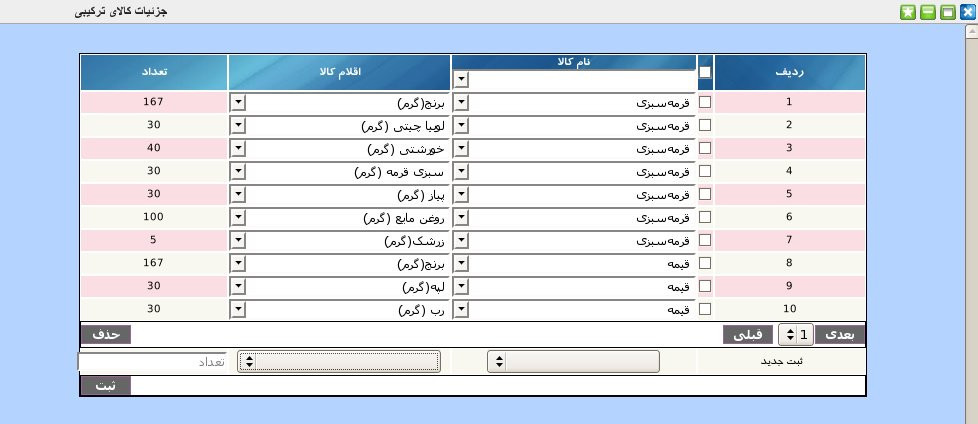 جزئیات کالای ترکیبی
ردیف نام کالا اقلام کالا تعداد
1 قرمه‌سبزی برنج(گرم) 167
2 قرمه‌سبزی لوبیا چیتی (گرم) 30
3 قرمه‌سبزی خورشتی (گرم) 40
4 قرمه‌سبزی سبزی قرمه (گرم) 30
5 قرمه‌سبزی پیاز (گرم) 30
6 قرمه‌سبزی روغن مایع (گرم) 100
7 قرمه‌سبزی زرشک(گرم) 5
8 قیمه برنج(گرم) 167
9 قیمه لپه(گرم) 30
10 قیمه رب (گرم) 30
بعدی 1 قبلی حذف
ثبت جدید تعداد
ثبت